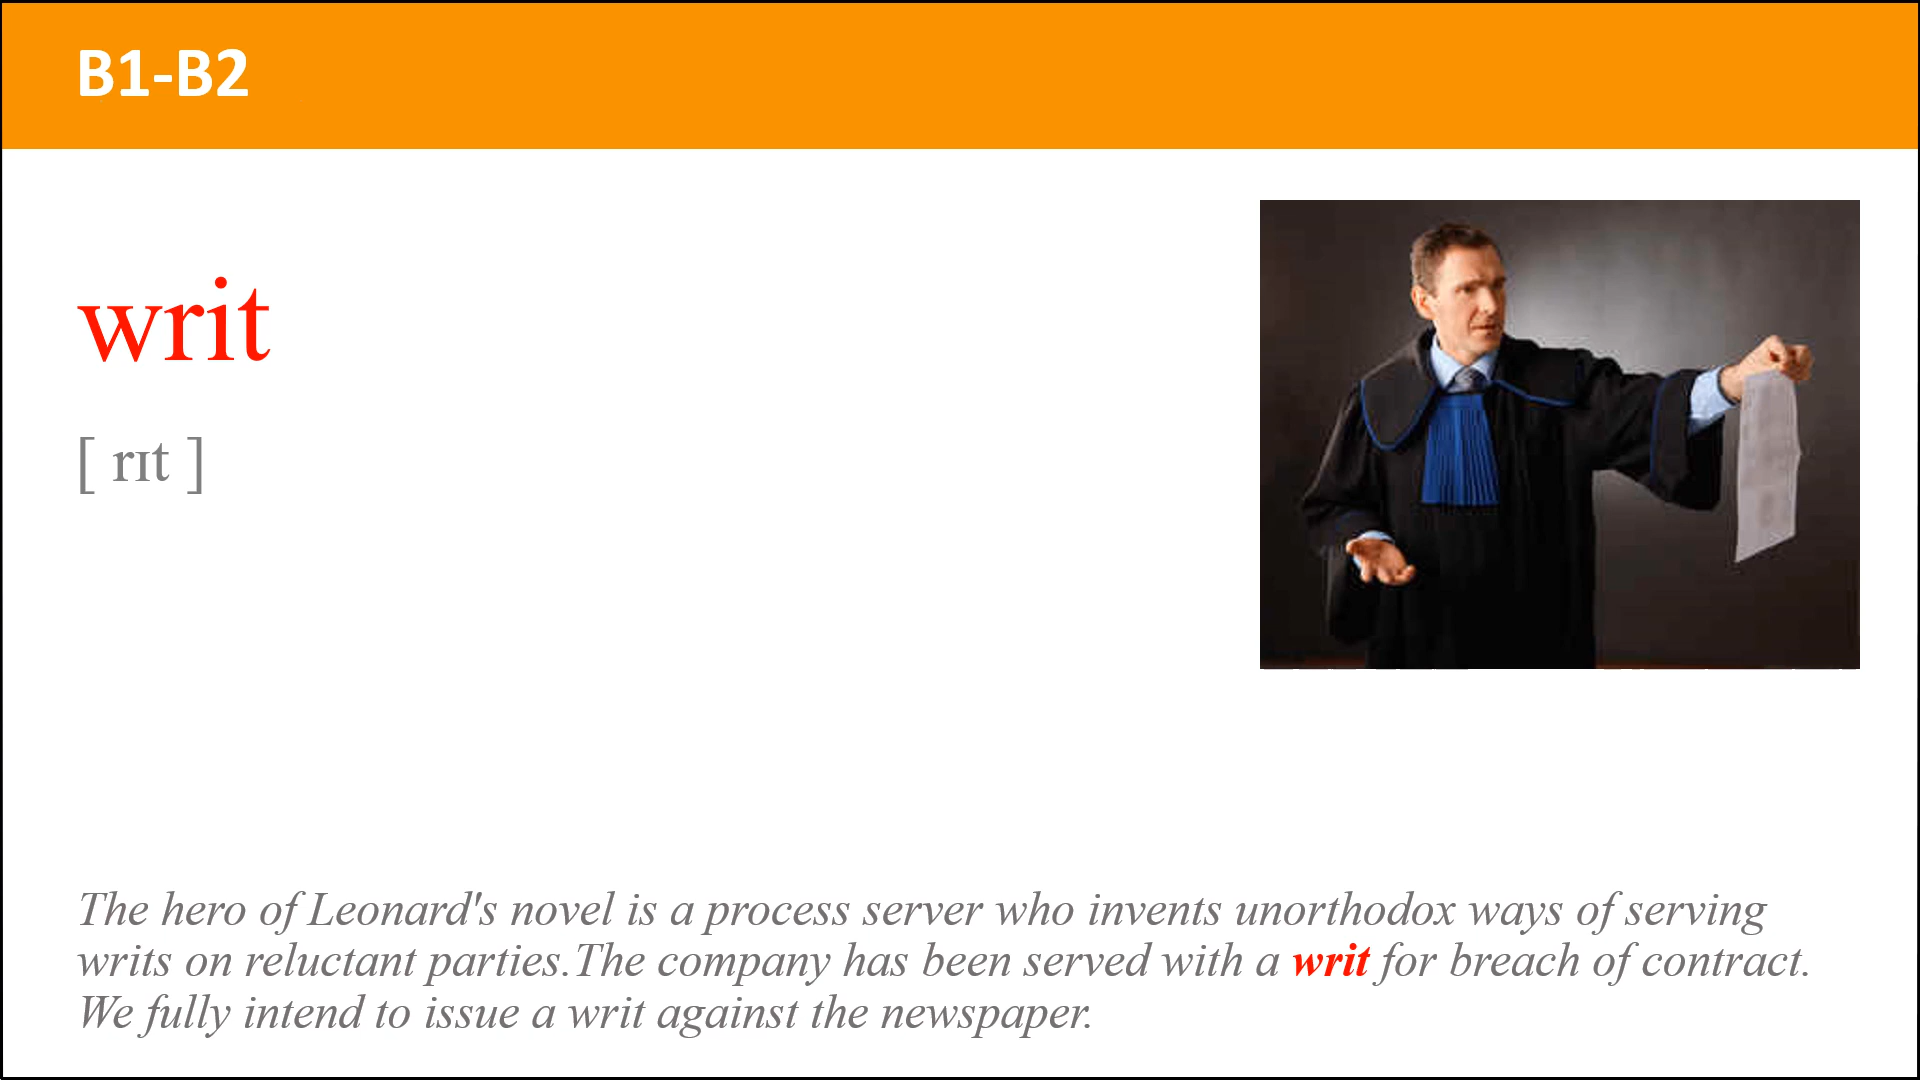 B1-B2
writ
[ rɪt ]
The hero of Leonard's novel is a process server who invents unorthodox ways of serving
writs on reluctant parties.The company has been served with a writ for breach of contract.
We fully intend to issue a writ against the newspaper.